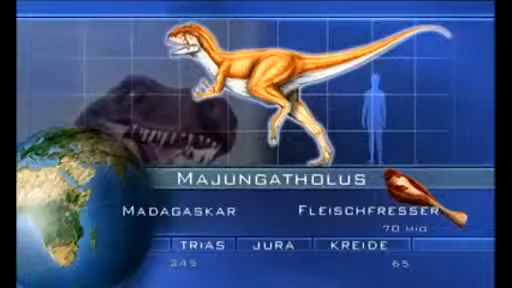 MAJUNGATHOLUS
MADAGASKAR FLEISCHFRESSER
70 MIO
TRIAS JURA KREIDE
245 65